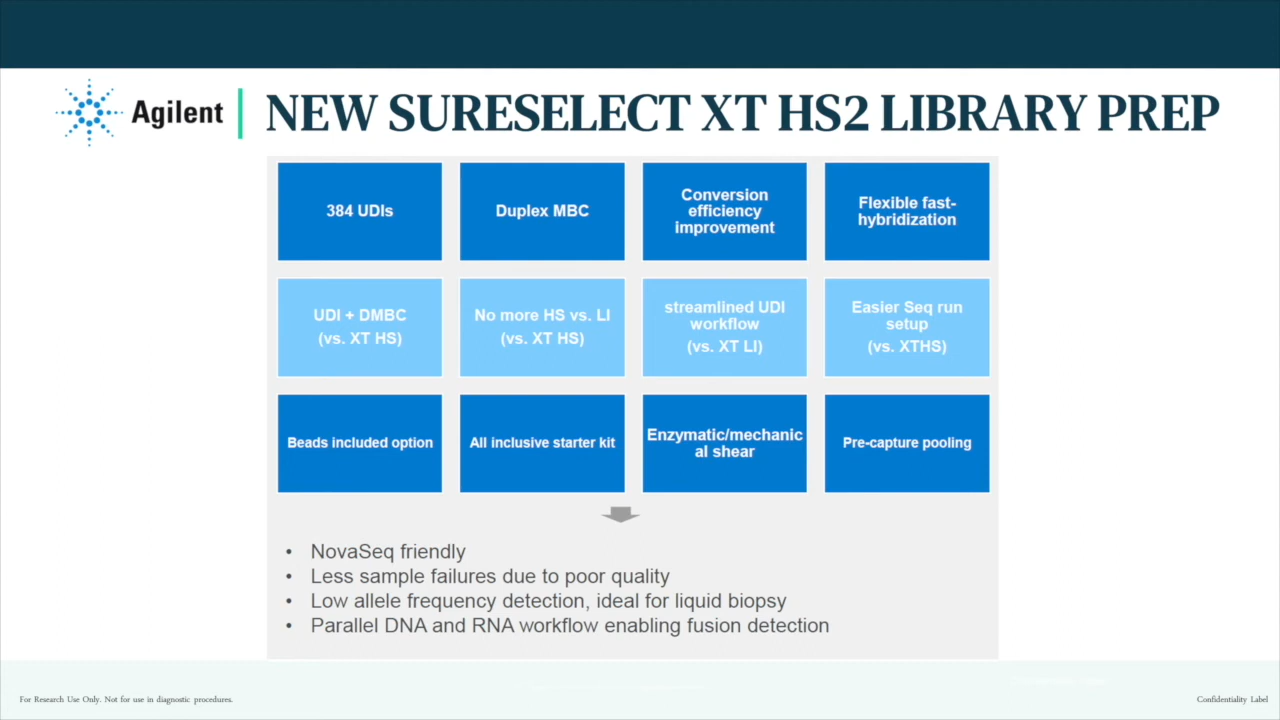 Agilent
NEW SURESELECT XT HS2 LIBRARY PREP
384 UDIs
Duplex MBC
Conversion
efficiency
improvement
Flexible fast-
hybridization
UDI + DMBC
(vs. XT HS)
No more HS vs. LI
(vs. XT HS)
streamlined UDI
workflow
(vs. XT LI)
Easier Seq run
setup
(vs. XTHS)
Beads included option
All inclusive starter kit
Enzymatic/mechanic
al shear
Pre-capture pooling
• NovaSeq friendly
• Less sample failures due to poor quality
• Low allele frequency detection, ideal for liquid biopsy
• Parallel DNA and RNA workflow enabling fusion detection
For Research Use Only. Not for use in diagnostic procedures.
Confidentiality Label